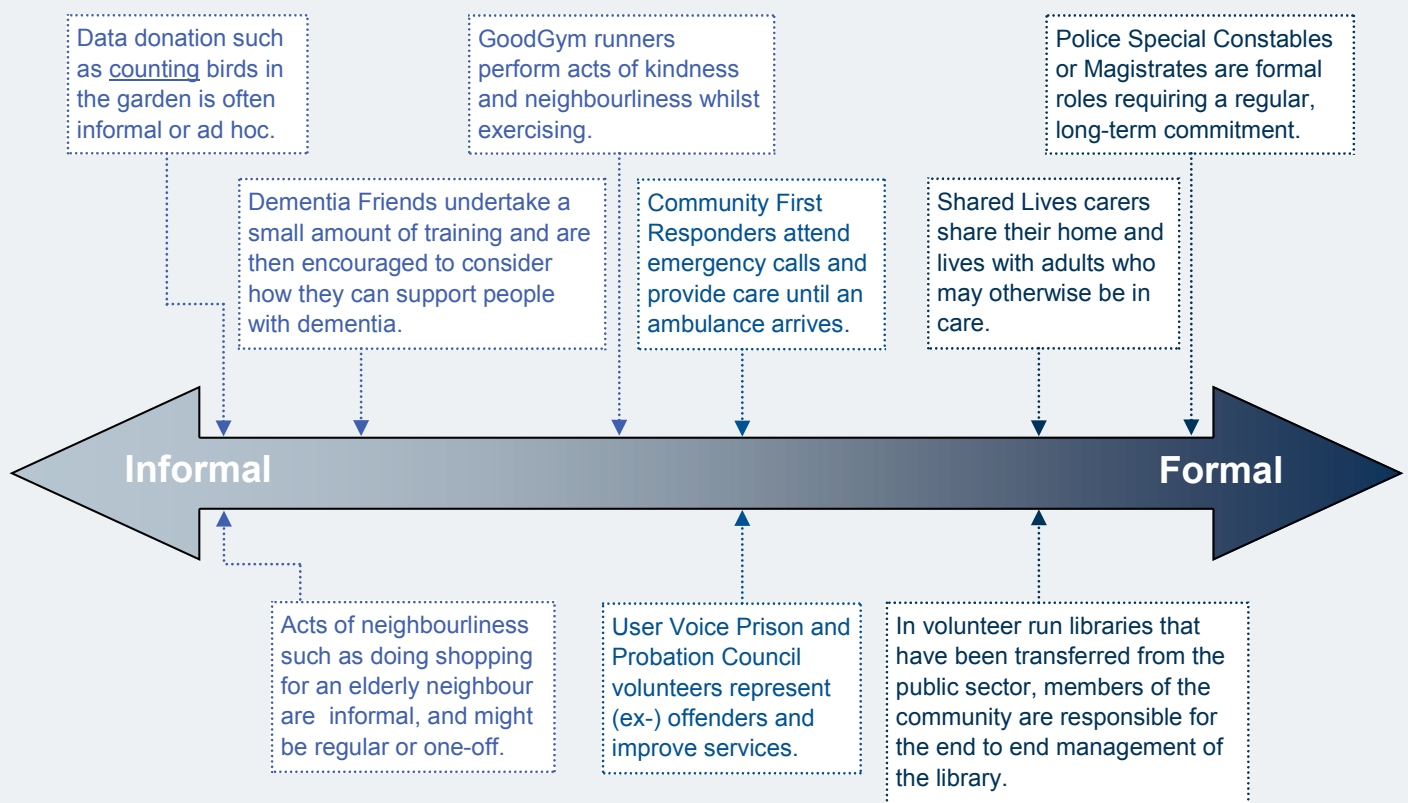 Data donation such
as counting birds in
the garden is often
informal or ad hoc.
GoodGym runners
perform acts of kindness
and neighbourliness whilst
exercising.
Police Special Constables
or Magistrates are formal
roles requiring a regular,
long-term commitment.
Dementia Friends undertake a
small amount of training and are
then encouraged to consider
how they can support people
with dementia.
Community First
Responders attend
emergency calls and
provide care until an
ambulance arrives.
Shared Lives carers
share their home and
lives with adults who
may otherwise be in
care.
Informal
Formal
Acts of neighbourliness
such as doing shopping
for an elderly neighbour
are informal, and might
be regular or one-off.
User Voice Prison and
Probation Council
volunteers represent
(ex-) offenders and
improve services.
In volunteer run libraries that
have been transferred from the
public sector, members of the
community are responsible for
the end to end management of
the library.